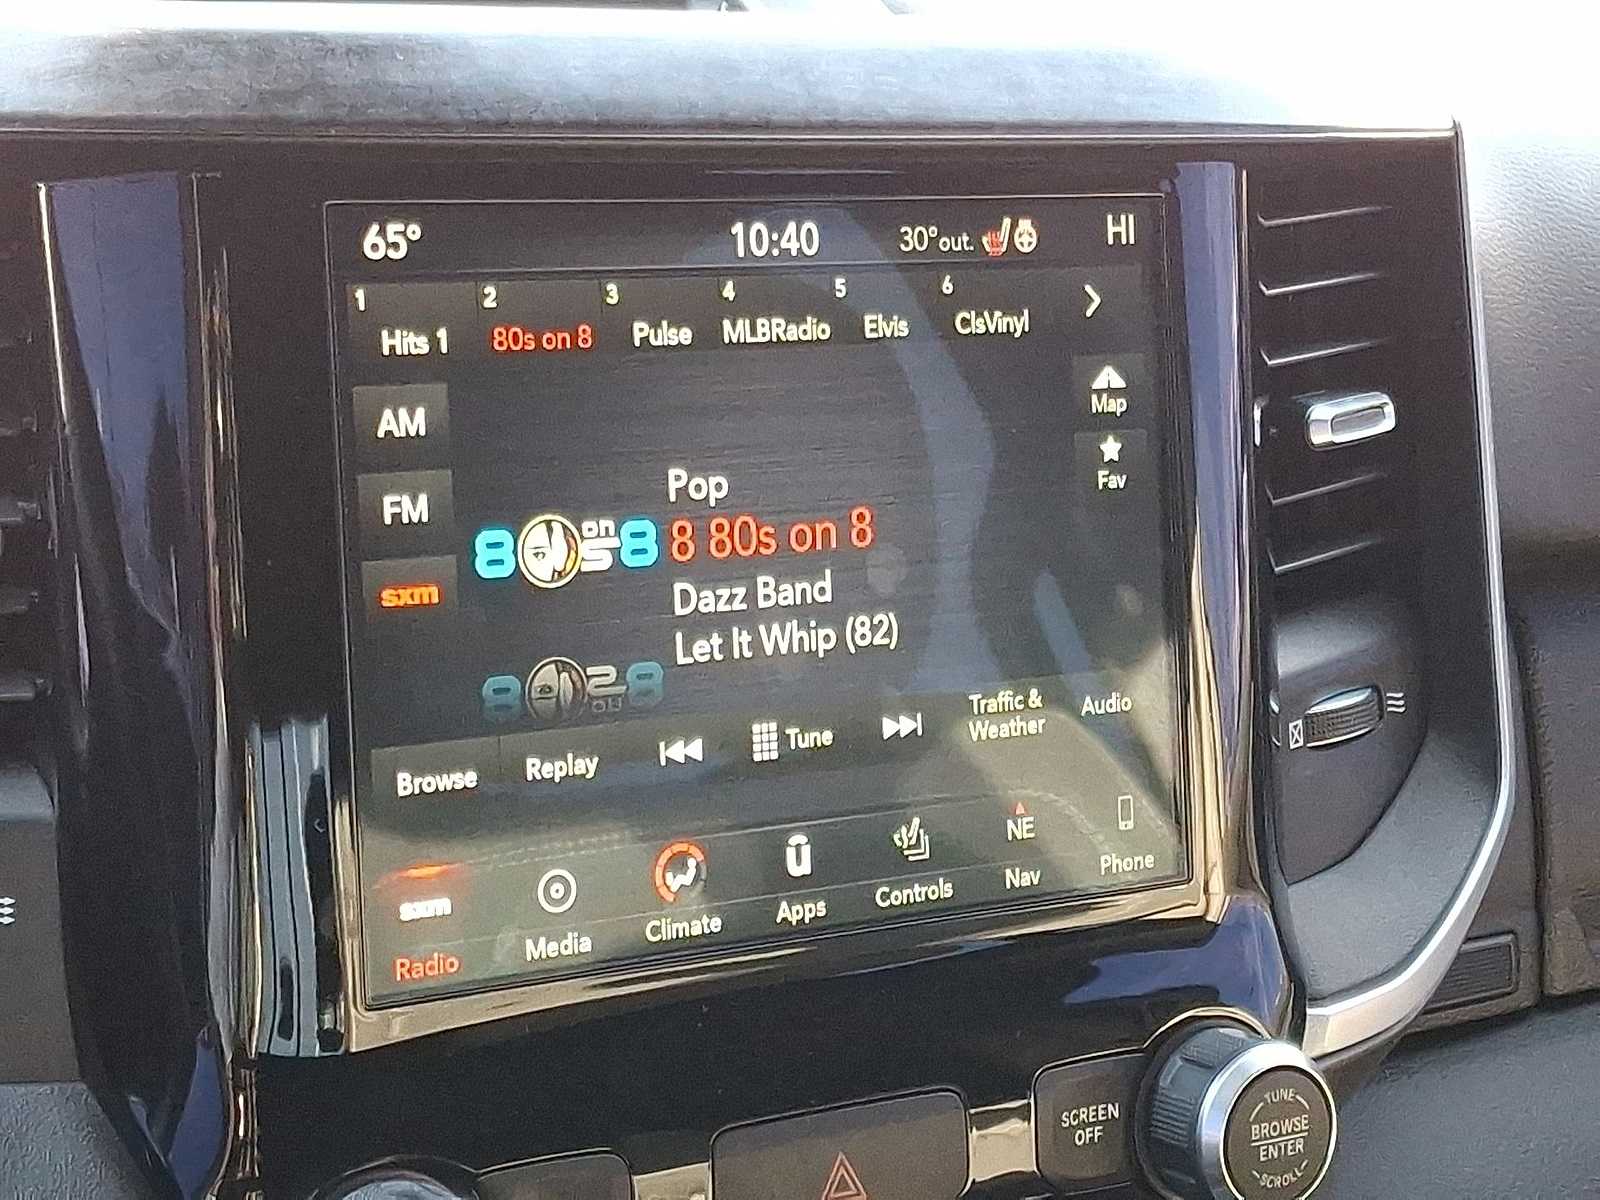 65° 10:40 30°out. HI
1 2 3 4 5 6
Hits 1 80s on 8 Pulse MLBRadio Elvis ClsVinyl
Map
AM
Fav
Pop
FM
8 on 8
8 80s on 8
sxm
Dazz Band
Let It Whip (82)
Browse Replay Tune Traffic & Weather Audio
sxm
Radio
Media
Climate
Apps
Controls
NE
Nav
Phone
SCREEN
OFF
TUNE
BROWSE
ENTER
SCROLL